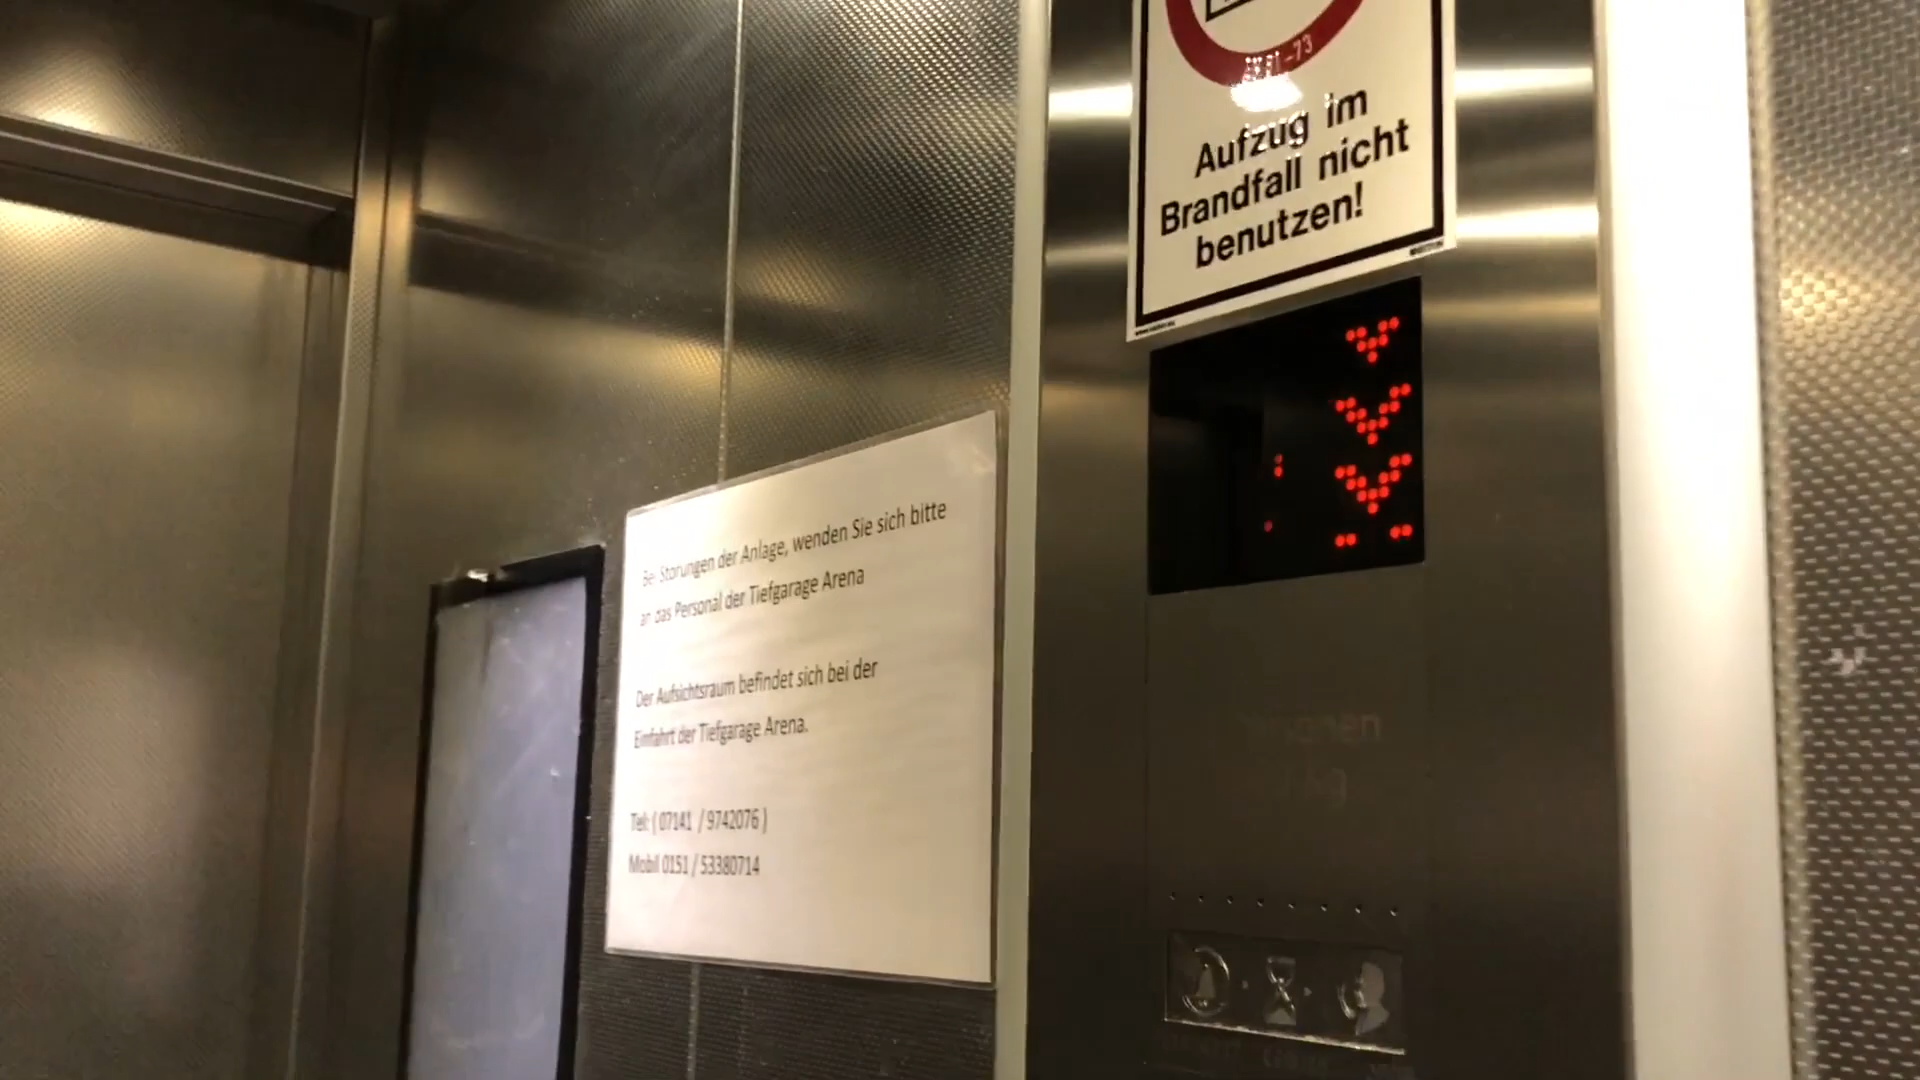 Aufzug im
Brandfall nicht
benutzen!
Bei Störungen der Anlage, wenden Sie sich bitte
an das Personal der Tiefgarage Arena
Der Aufsichtsraum befindet sich bei der
Einfahrt der Tiefgarage Arena.
Tel: ( 07141 / 9742076 )
Mobil 0151 / 53380714